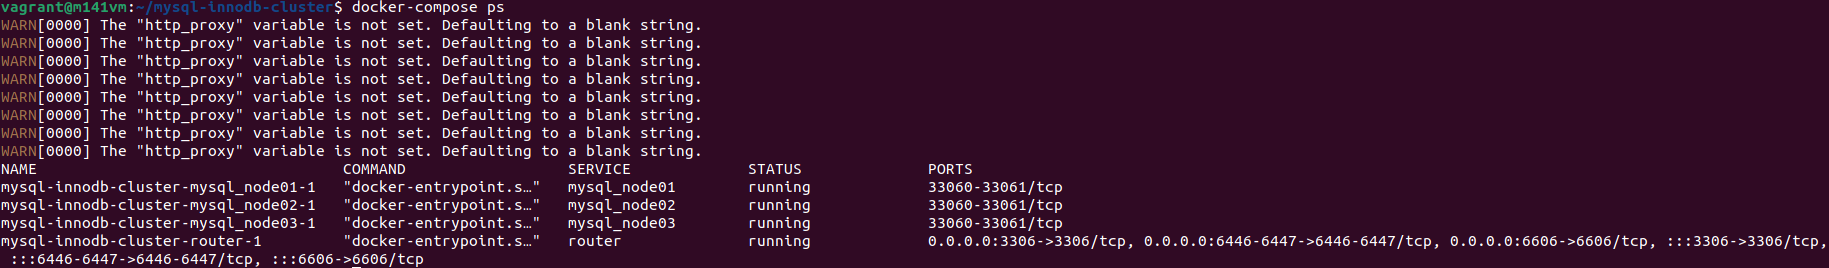 vagrant@m141vm:~/mysql-innodb-cluster$ docker-compose ps
WARN[0000] The "http_proxy" variable is not set. Defaulting to a blank string.
WARN[0000] The "http_proxy" variable is not set. Defaulting to a blank string.
WARN[0000] The "http_proxy" variable is not set. Defaulting to a blank string.
WARN[0000] The "http_proxy" variable is not set. Defaulting to a blank string.
WARN[0000] The "http_proxy" variable is not set. Defaulting to a blank string.
WARN[0000] The "http_proxy" variable is not set. Defaulting to a blank string.
WARN[0000] The "http_proxy" variable is not set. Defaulting to a blank string.
WARN[0000] The "http_proxy" variable is not set. Defaulting to a blank string.
NAME                              COMMAND                  SERVICE             STATUS              PORTS
mysql-innodb-cluster-mysql_node01-1   "docker-entrypoint.s…"   mysql_node01        running             33060-33061/tcp
mysql-innodb-cluster-mysql_node02-1   "docker-entrypoint.s…"   mysql_node02        running             33060-33061/tcp
mysql-innodb-cluster-mysql_node03-1   "docker-entrypoint.s…"   mysql_node03        running             33060-33061/tcp
mysql-innodb-cluster-router-1         "docker-entrypoint.s…"   router              running             0.0.0.0:3306->3306/tcp, 0.0.0.0:6446-6447->6446-6447/tcp, 0.0.0.0:6606->6606/tcp, :::3306->3306/tcp,
:::6446-6447->6446-6447/tcp, :::6606->6606/tcp